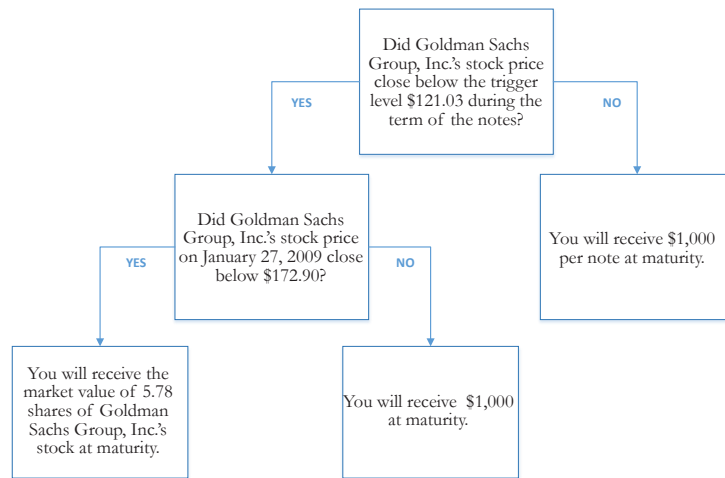 Did Goldman Sachs
Group, Inc.'s stock price
close below the trigger
level $121.03 during the
term of the notes?
YES
NO
Did Goldman Sachs
Group, Inc.'s stock price
on January 27, 2009 close
below $172.90?
You will receive $1,000
per note at maturity.
YES
NO
You will receive the
market value of 5.78
shares of Goldman
Sachs Group, Inc.'s
stock at maturity.
You will receive $1,000
at maturity.